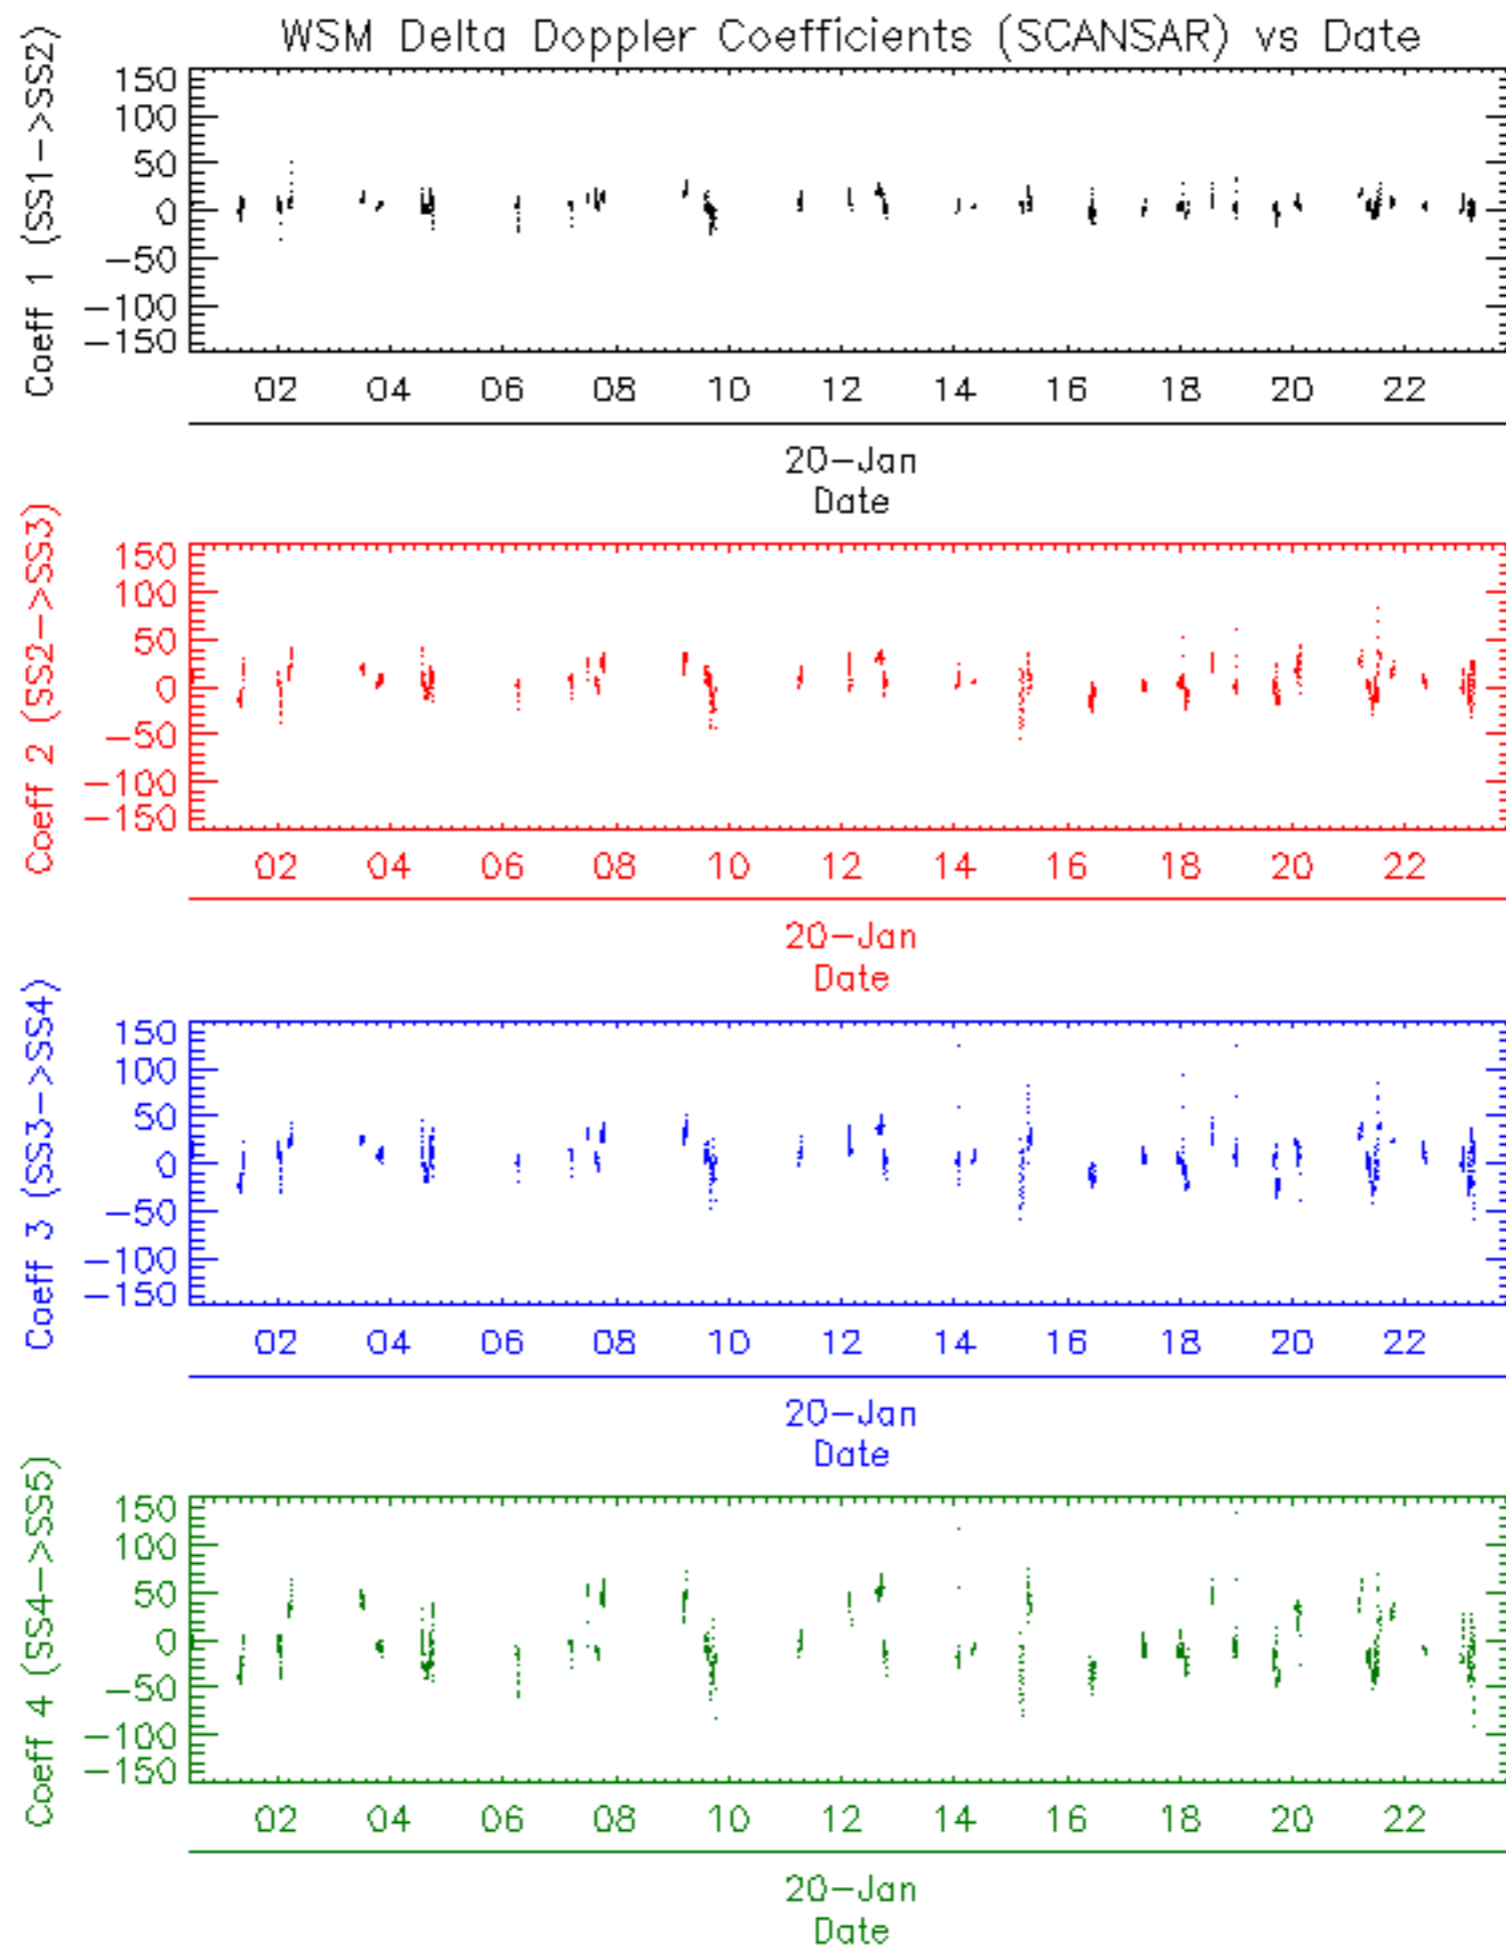 WSM Delta Doppler Coefficients (SCANSAR) vs Date
Coeff 1 (SS1->SS2)
150
100
50
0
-50
-100
-150
02 04 06 08 10 12 14 16 18 20 22
20-Jan
Date
Coeff 2 (SS2->SS3)
150
100
50
0
-50
-100
-150
02 04 06 08 10 12 14 16 18 20 22
20-Jan
Date
Coeff 3 (SS3->SS4)
150
100
50
0
-50
-100
-150
02 04 06 08 10 12 14 16 18 20 22
20-Jan
Date
Coeff 4 (SS4->SS5)
150
100
50
0
-50
-100
-150
02 04 06 08 10 12 14 16 18 20 22
20-Jan
Date